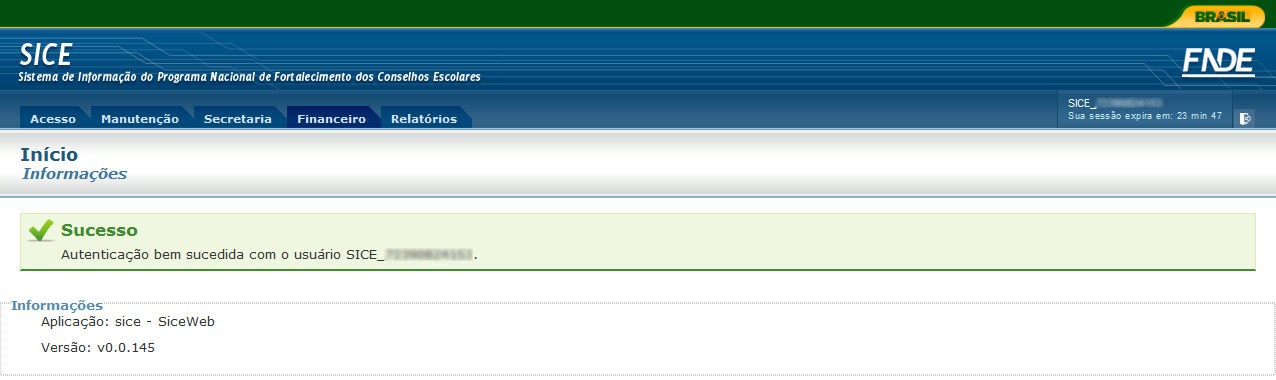 BRASIL
SICE
Sistema de Informação do Programa Nacional de Fortalecimento dos Conselhos Escolares
FNDE
Acesso Manutenção Secretaria Financeiro Relatórios
SICE_
Sua sessão expira em: 23 min 47
Início
Informações
Sucesso
Autenticação bem sucedida com o usuário SICE_
Informações
Aplicação: sice - SiceWeb
Versão: v0.0.145